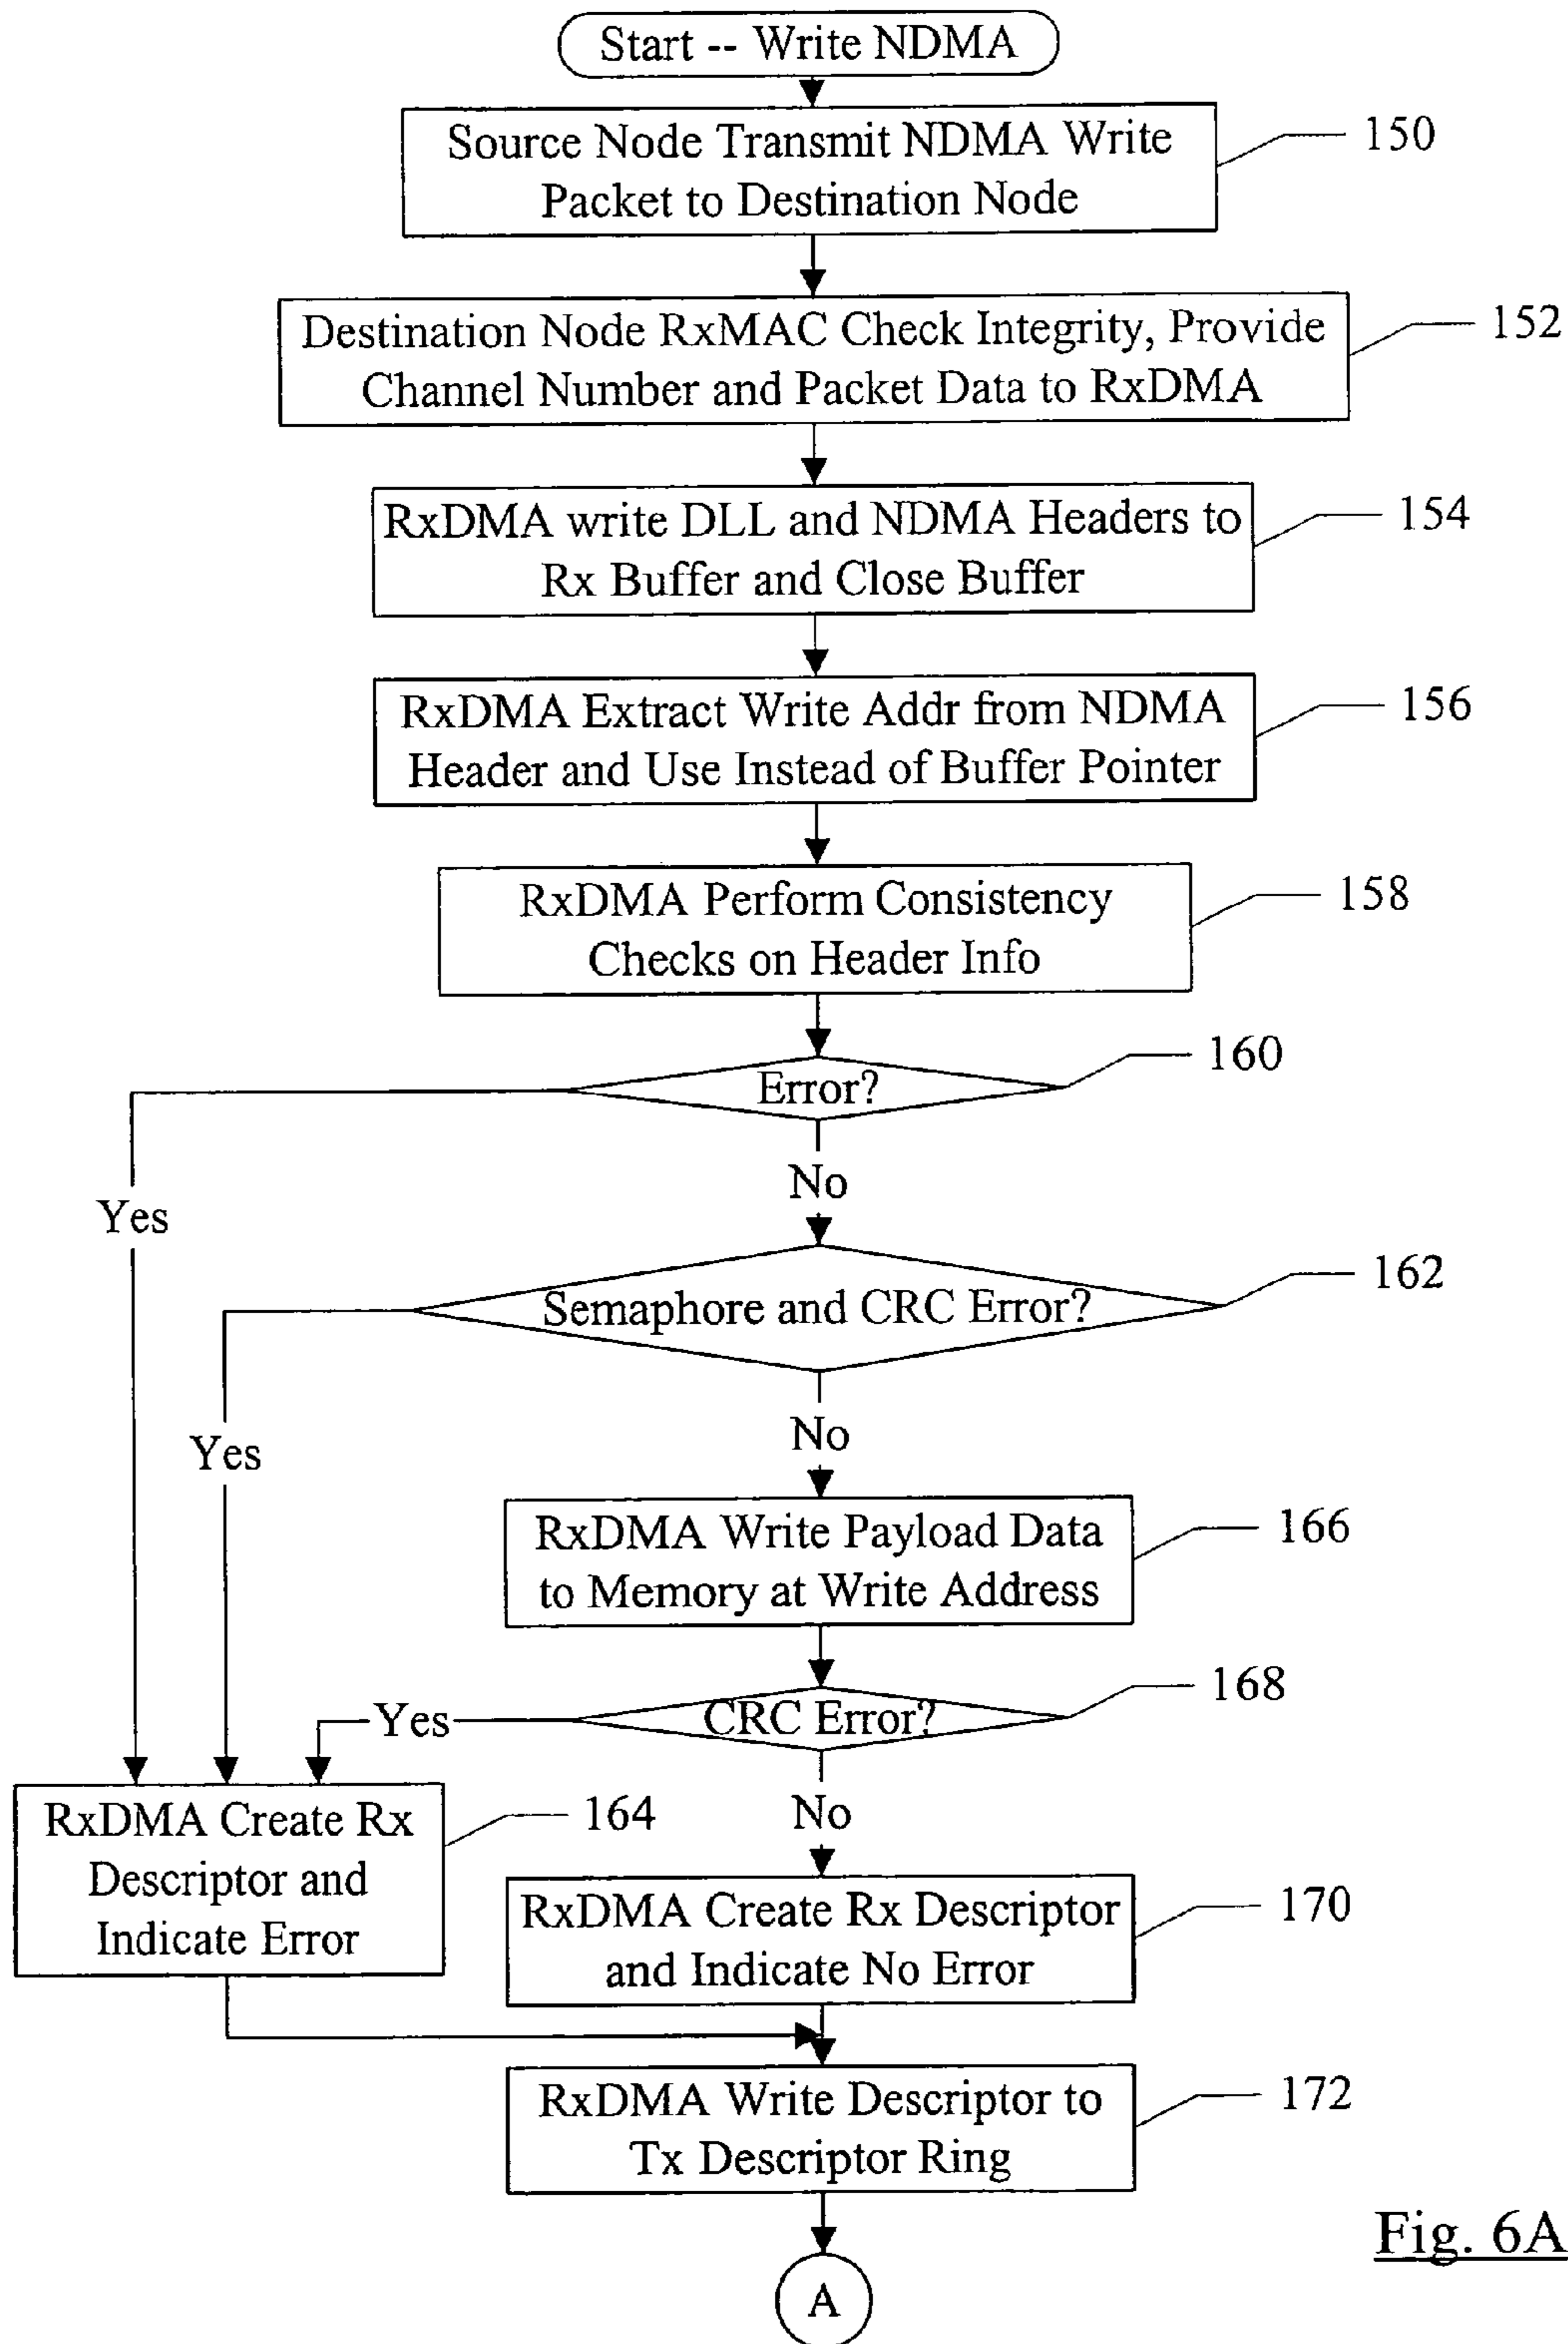 Start -- Write NDMA
Source Node Transmit NDMA Write
Packet to Destination Node
150
Destination Node RxMAC Check Integrity, Provide
Channel Number and Packet Data to RxDMA
152
RxDMA write DLL and NDMA Headers to
Rx Buffer and Close Buffer
154
RxDMA Extract Write Addr from NDMA
Header and Use Instead of Buffer Pointer
156
RxDMA Perform Consistency
Checks on Header Info
158
Error?
160
Yes
No
Semaphore and CRC Error?
162
Yes
No
RxDMA Write Payload Data
to Memory at Write Address
166
CRC Error?
168
Yes
No
RxDMA Create Rx
Descriptor and
Indicate Error
164
RxDMA Create Rx Descriptor
and Indicate No Error
170
RxDMA Write Descriptor to
Tx Descriptor Ring
172
A
Fig. 6A